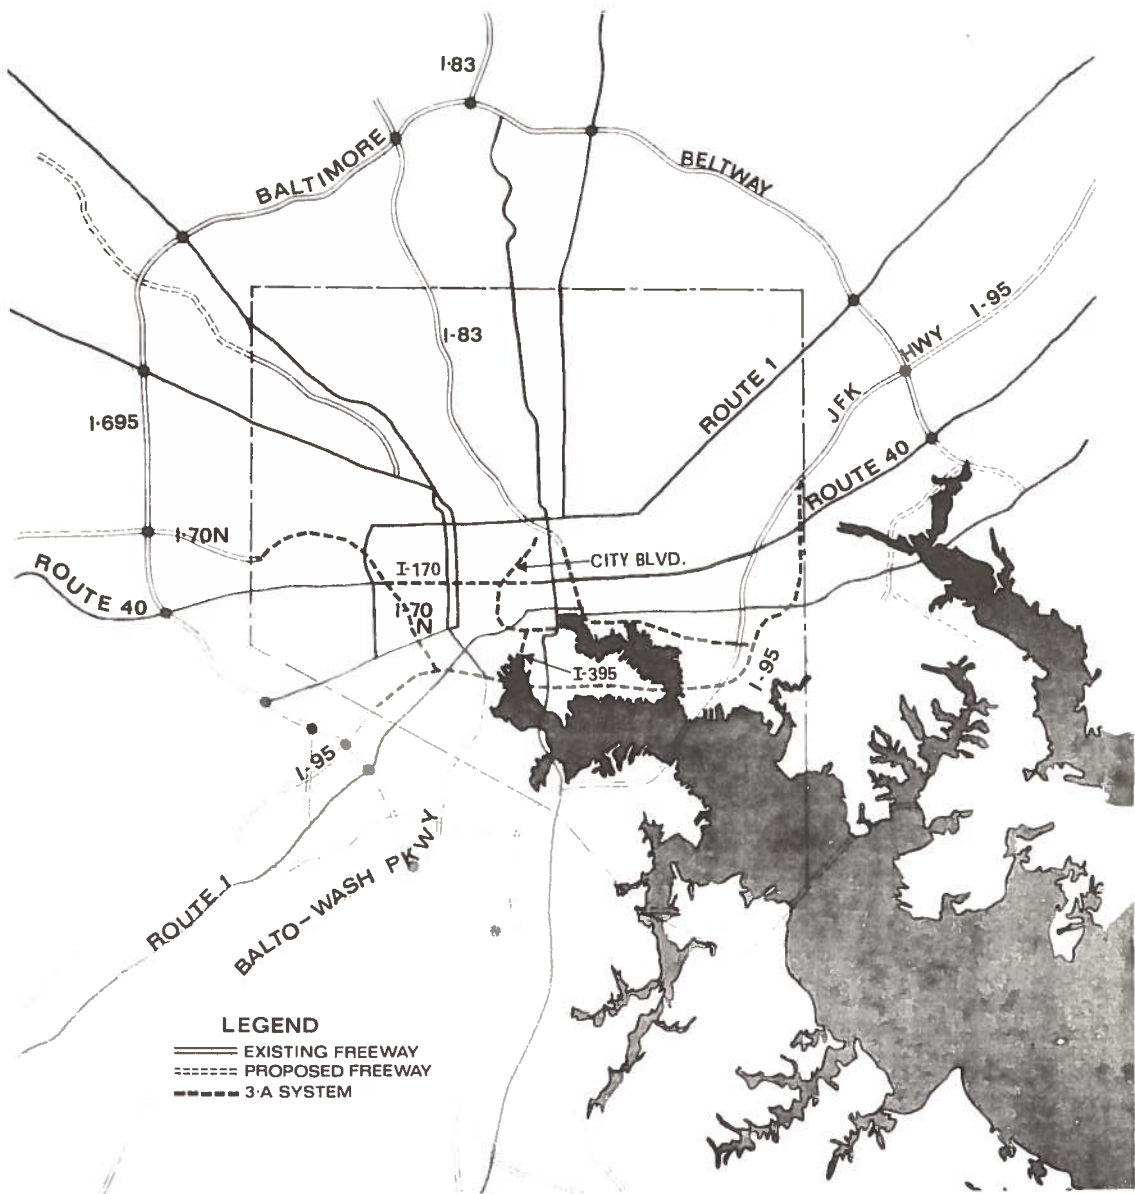 I-83
BALTIMORE
BELTWAY
I-83
I-95
HWY
JFK
ROUTE 1
I-695
ROUTE 40
I-70N
CITY BLVD.
I-170
ROUTE 40
I-70
N
I-395
I-95
I-95
ROUTE 1
BALTO-WASH PKWY
LEGEND
EXISTING FREEWAY
PROPOSED FREEWAY
3-A SYSTEM